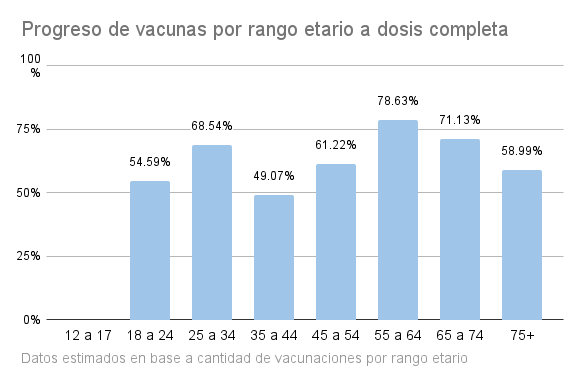 Progreso de vacunas por rango etario a dosis completa
100
%
75%
50%
25%
0%
54.59%
68.54%
49.07%
61.22%
78.63%
71.13%
58.99%
12 a 17
18 a 24
25 a 34
35 a 44
45 a 54
55 a 64
65 a 74
75+
Datos estimados en base a cantidad de vacunaciones por rango etario